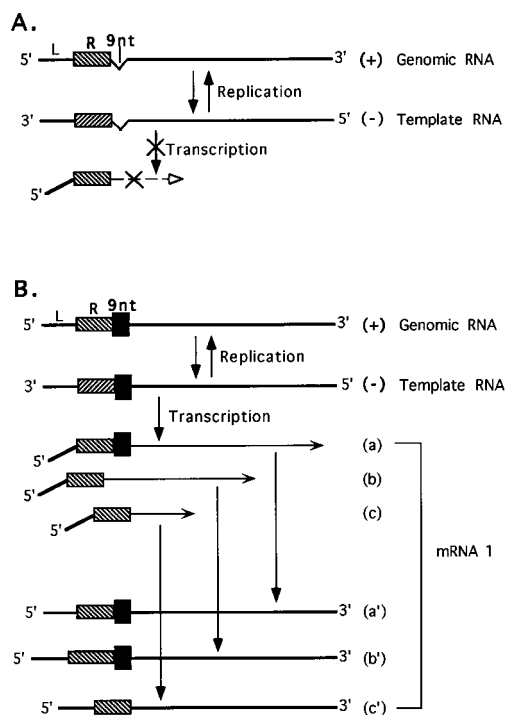 A.
L R 9nt
5' 3' (+) Genomic RNA
Replication
3' 5' (-) Template RNA
Transcription
5'
B.
L R 9nt
5' 3' (+) Genomic RNA
Replication
3' 5' (-) Template RNA
Transcription
5' (a)
5' (b)
5' (c)
mRNA 1
5' 3' (a')
5' 3' (b')
5' 3' (c')